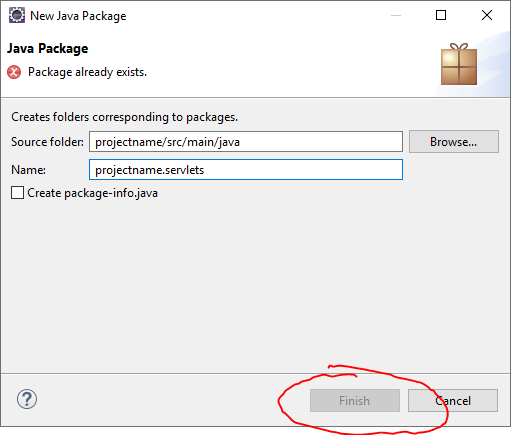 New Java Package
Java Package
Package already exists.
Creates folders corresponding to packages.
Source folder: projectname/src/main/java Browse...
Name: projectname.servlets
Create package-info.java
? Finish Cancel